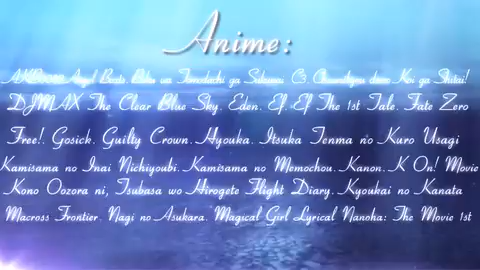 Anime:
AKB0048. Angel Beats. Boku wa Tomodachi ga Sukunai. C3. Chuunibyou demo Koi ga Shitai!
DJMAX The Clear Blue Sky. Eden. Ef. Ef The 1st Tale. Fate Zero
Free!. Gosick. Guilty Crown. Hyouka. Itsuka Tenma no Kuro Usagi
Kamisama no Inai Nichiyoubi. Kamisama no Memochou. Kanon. K On! Movie
Kono Oozora ni, Tsubasa wo Hirogete Flight Diary. Kyoukai no Kanata
Macross Frontier. Nagi no Asukara. Magical Girl Lyrical Nanoha: The Movie 1st